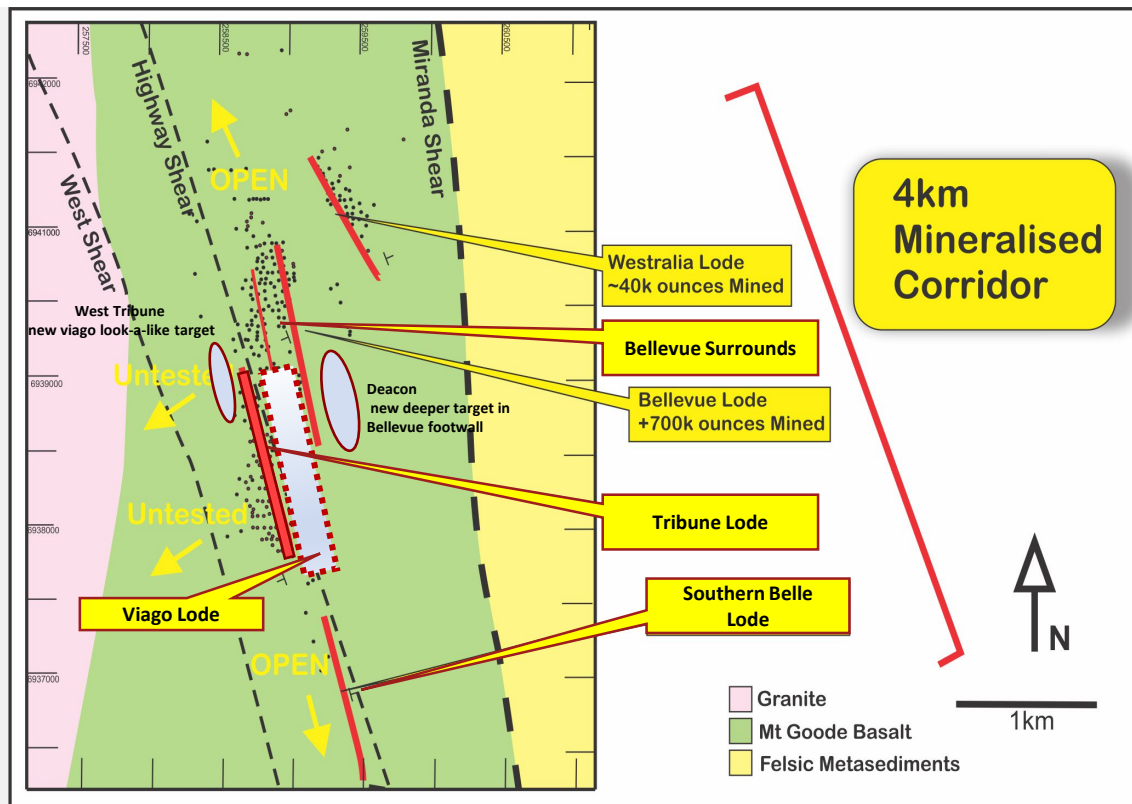 257500
258500
259500
260500
6942000
Highway Shear
Miranda Shear
West Shear
OPEN
6941000
4km
Mineralised
Corridor
Westralia Lode
~40k ounces Mined
West Tribune
new viago look-a-like target
Bellevue Surrounds
Untested
6939000
Deacon
new deeper target in
Bellevue footwall
Bellevue Lode
+700k ounces Mined
Untested
6938000
Tribune Lode
Viago Lode
Southern Belle
Lode
OPEN
6937000
N
1km
Granite
Mt Goode Basalt
Felsic Metasediments